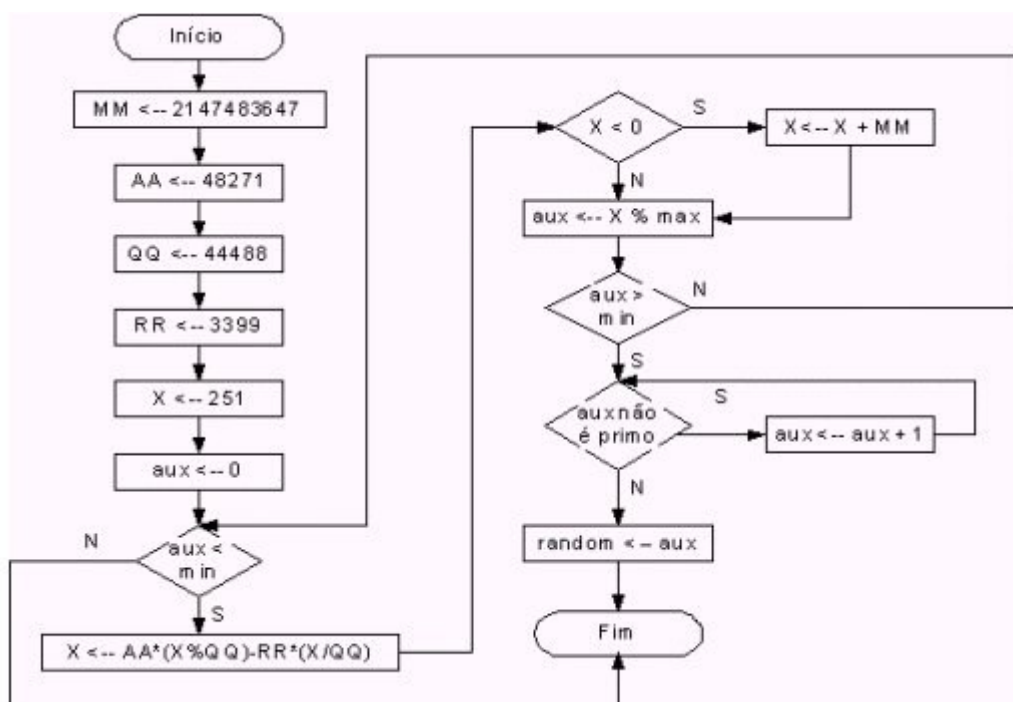 Início
MM <-- 2147483647
AA <-- 48271
QQ <-- 44488
RR <-- 3399
X <-- 251
aux <-- 0
N
aux <
min
S
X <-- AA*(X%QQ)-RR*(X/QQ)
X < 0
S
X <-- X + MM
N
aux <-- X % max
aux >
min
N
S
aux não
é primo
S
aux <-- aux + 1
N
random <-- aux
Fim